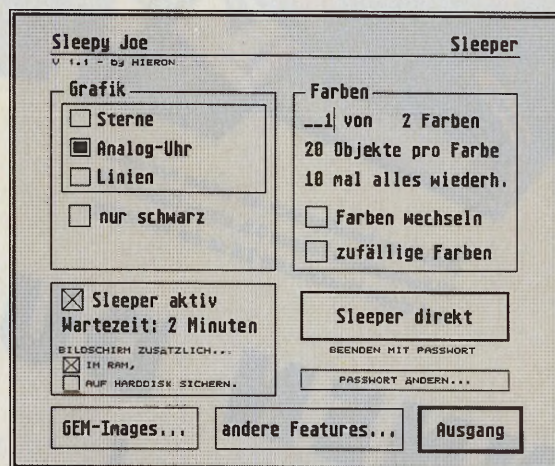 Sleepy Joe Sleeper
V 1.1 - by HIERON
Grafik
Sterne
Analog-Uhr
Linien
nur schwarz
Farben
__1 von 2 Farben
20 Objekte pro Farbe
10 mal alles wiederh.
Farben wechseln
zufällige Farben
Sleeper aktiv
Wartezeit: 2 Minuten
BILDSCHIRM ZUSÄTZLICH...
IM RAM,
AUF HARDDISK SICHERN.
Sleeper direkt
BEENDEN MIT PASSWORT
PASSWORT ÄNDERN...
GEM-Images... andere Features... Ausgang